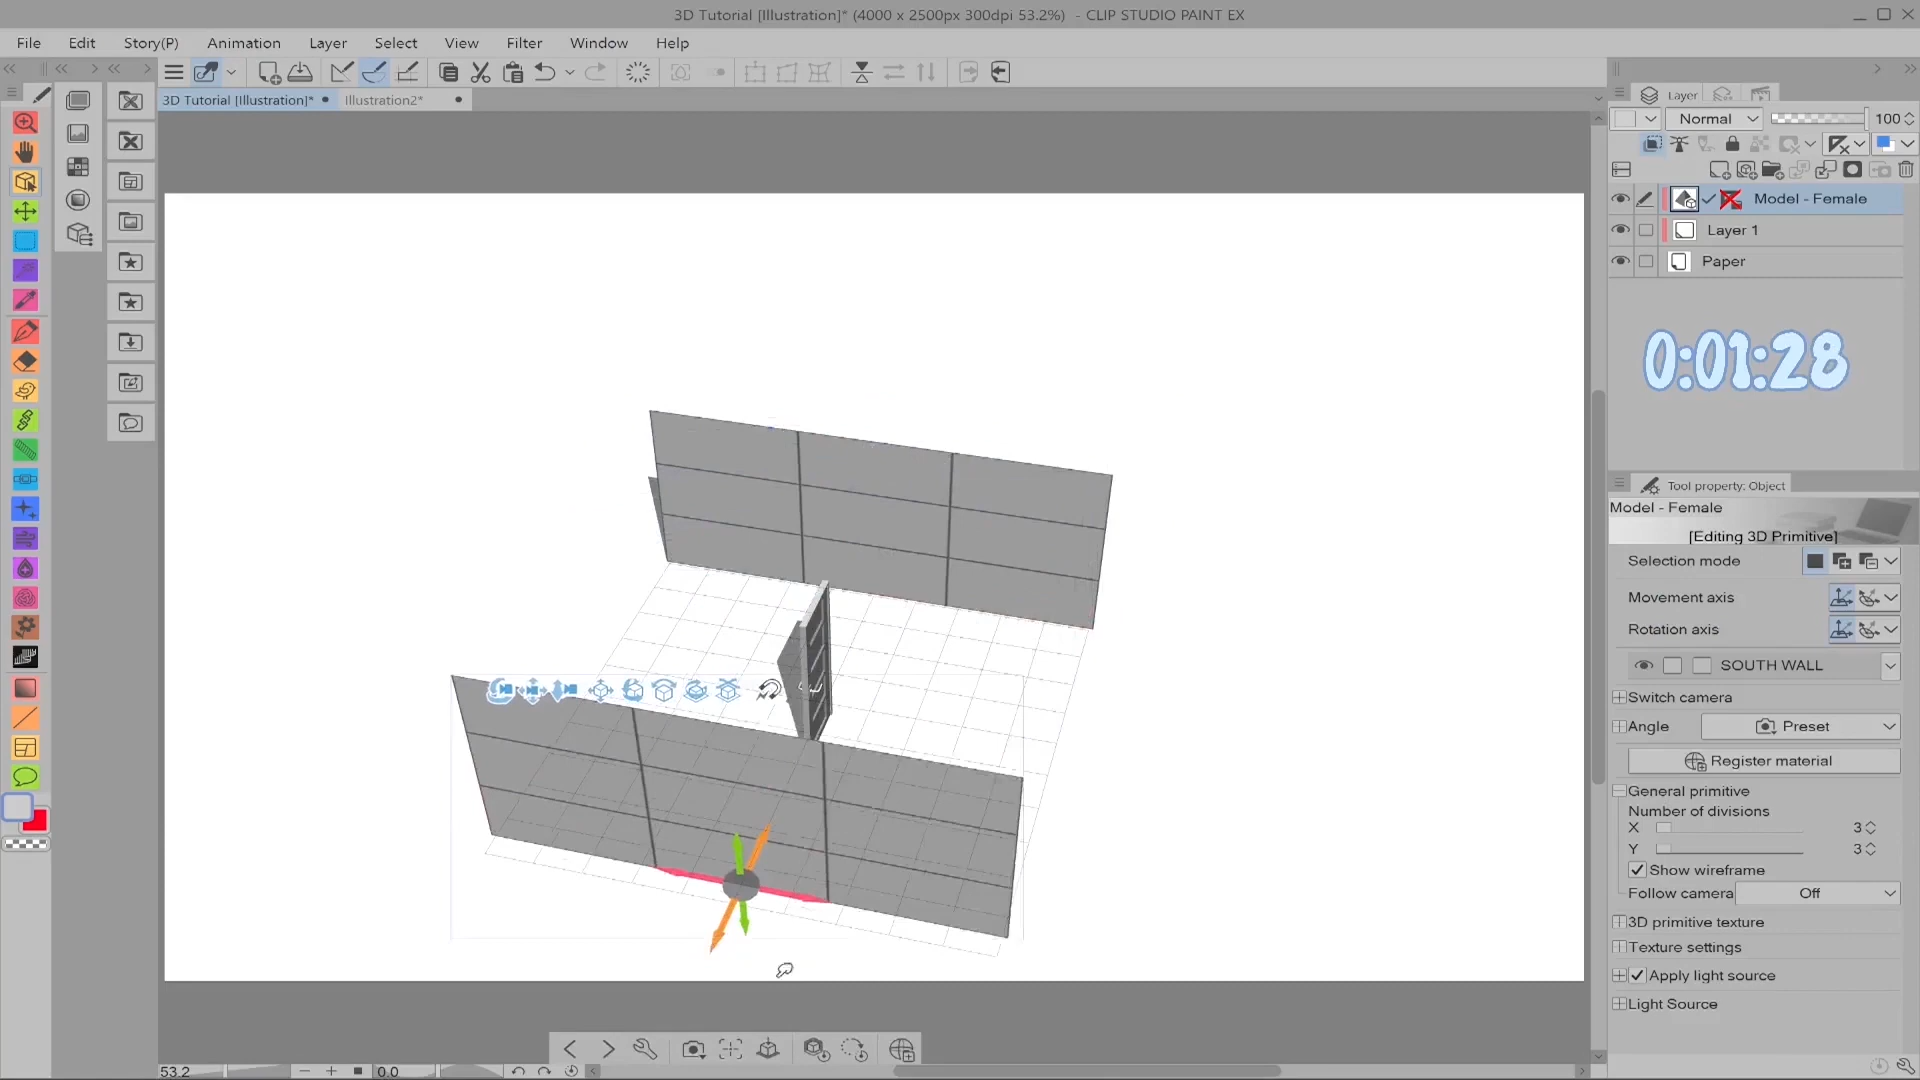 3D Tutorial [Illustration]* (4000 x 2500px 300dpi 53.2%) - CLIP STUDIO PAINT EX
File Edit Story(P) Animation Layer Select View Filter Window Help
3D Tutorial [Illustration]* Illustration2*
Layer
Normal 100
Model - Female
Layer 1
Paper
0:01:28
Tool property: Object
Model - Female
[Editing 3D Primitive]
Selection mode
Movement axis
Rotation axis
SOUTH WALL
Switch camera
Angle Preset
Register material
General primitive
Number of divisions
X 3
Y 3
Show wireframe
Follow camera Off
3D primitive texture
Texture settings
Apply light source
Light Source
53.2 0.0